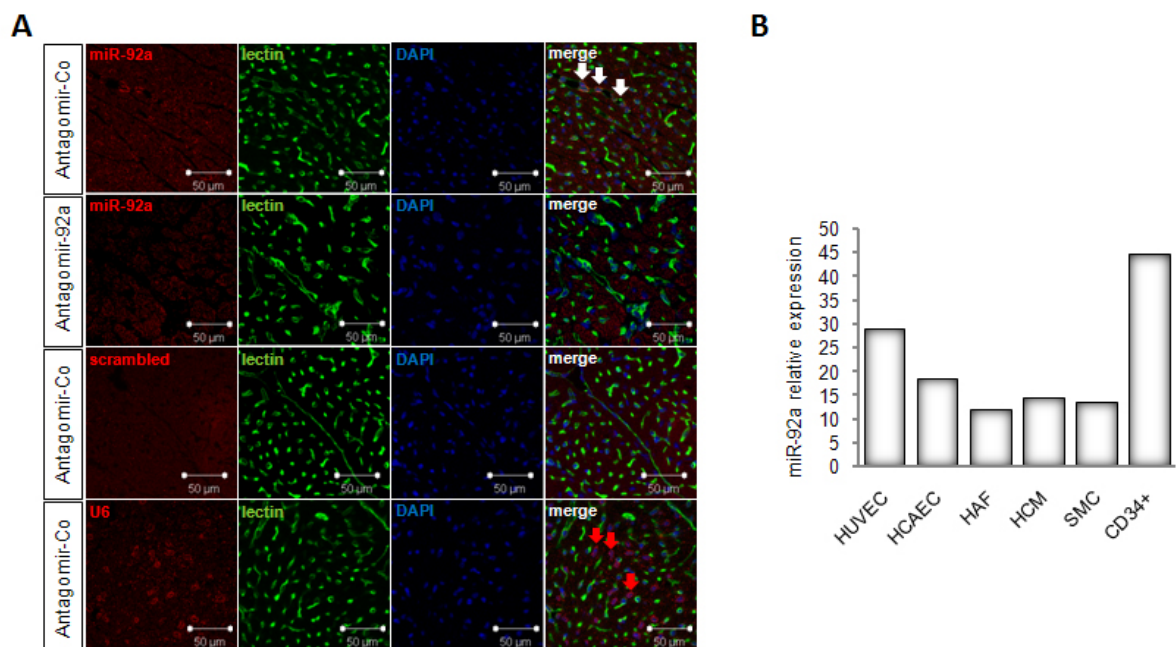 A
Antagomir-Co
miR-92a lectin DAPI merge
50 µm 50 µm 50 µm 50 µm
Antagomir-92a
miR-92a lectin DAPI merge
50 µm 50 µm 50 µm 50 µm
Antagomir-Co
scrambled lectin DAPI merge
50 µm 50 µm 50 µm 50 µm
Antagomir-Co
U6 lectin DAPI merge
50 µm 50 µm 50 µm 50 µm
B
miR-92a relative expression
50
45
40
35
30
25
20
15
10
5
0
HUVEC
HCAEC
HAF
HCM
SMC
CD34+